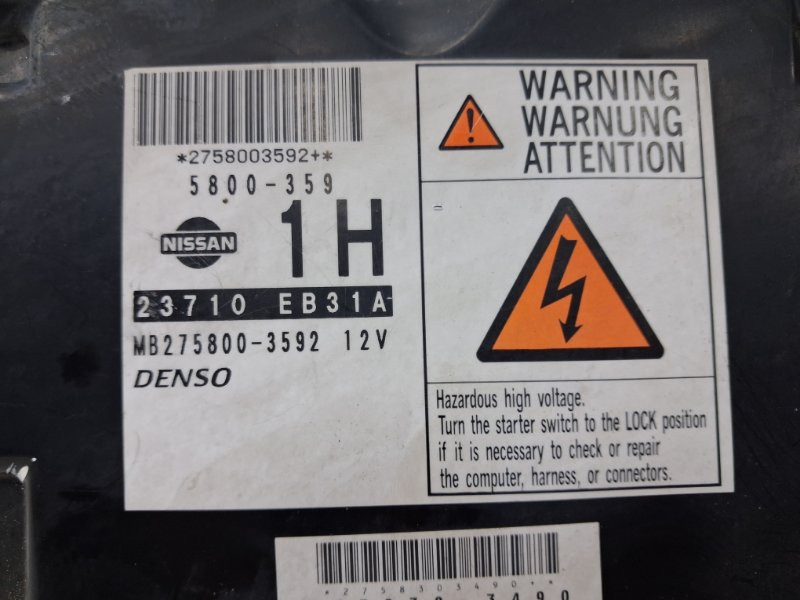 *2758003592+*
5800-359
NISSAN
1H
23710 EB31A
MB275800-3592 12V
DENSO
WARNING
WARNUNG
ATTENTION
Hazardous high voltage.
Turn the starter switch to the LOCK position
if it is necessary to check or repair
the computer, harness, or connectors.
*2758303490+*